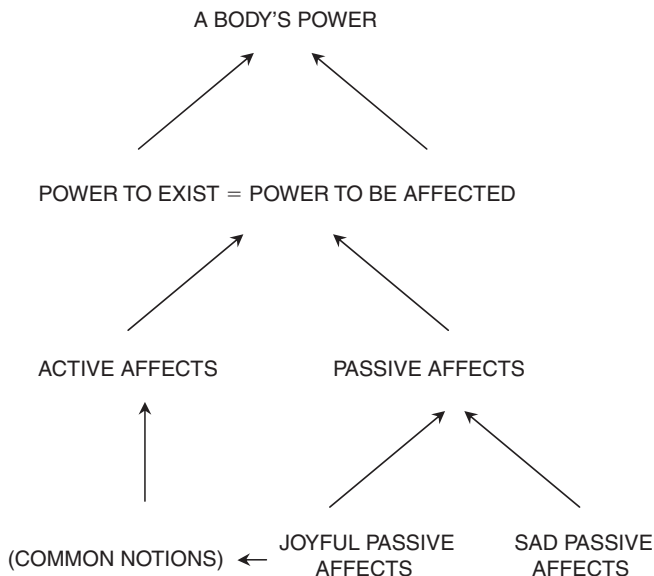 A BODY’S POWER
POWER TO EXIST = POWER TO BE AFFECTED
ACTIVE AFFECTS
PASSIVE AFFECTS
(COMMON NOTIONS)
JOYFUL PASSIVE
AFFECTS
SAD PASSIVE
AFFECTS